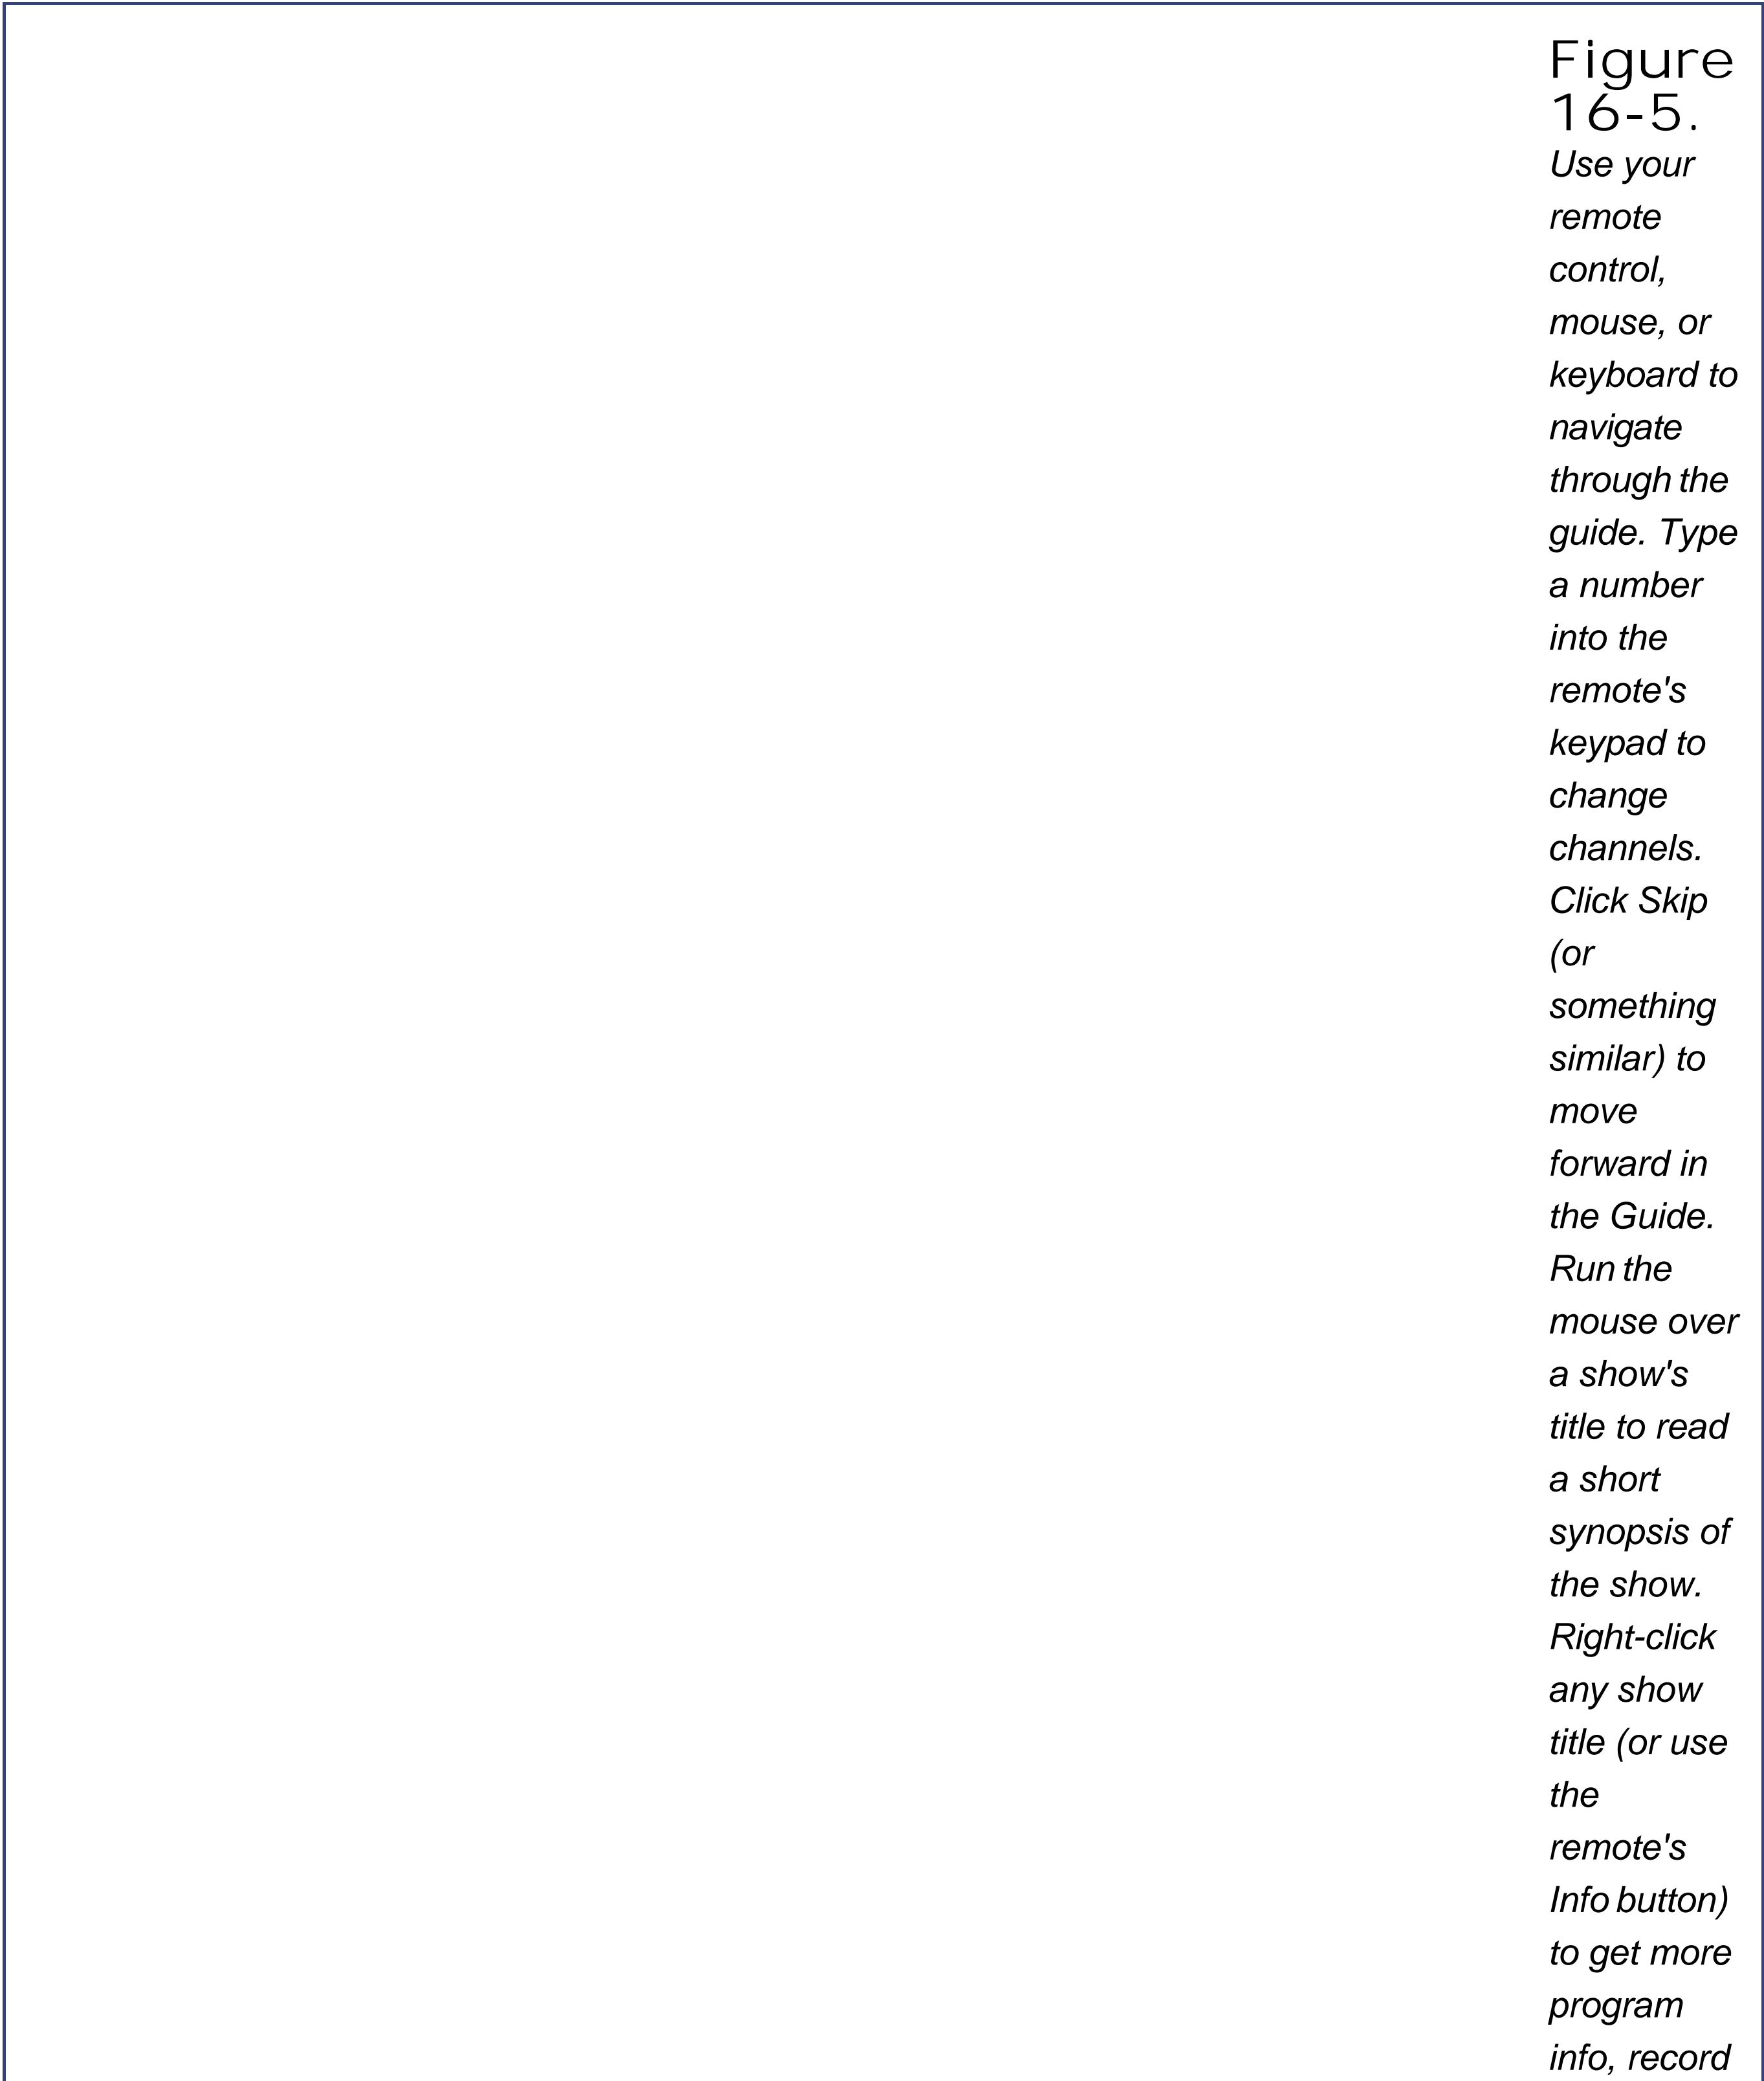 Figure
16-5.
Use your
remote
control,
mouse, or
keyboard to
navigate
through the
guide. Type
a number
into the
remote's
keypad to
change
channels.
Click Skip
(or
something
similar) to
move
forward in
the Guide.
Run the
mouse over
a show's
title to read
a short
synopsis of
the show.
Right-click
any show
title (or use
the
remote's
Info button)
to get more
program
info, record